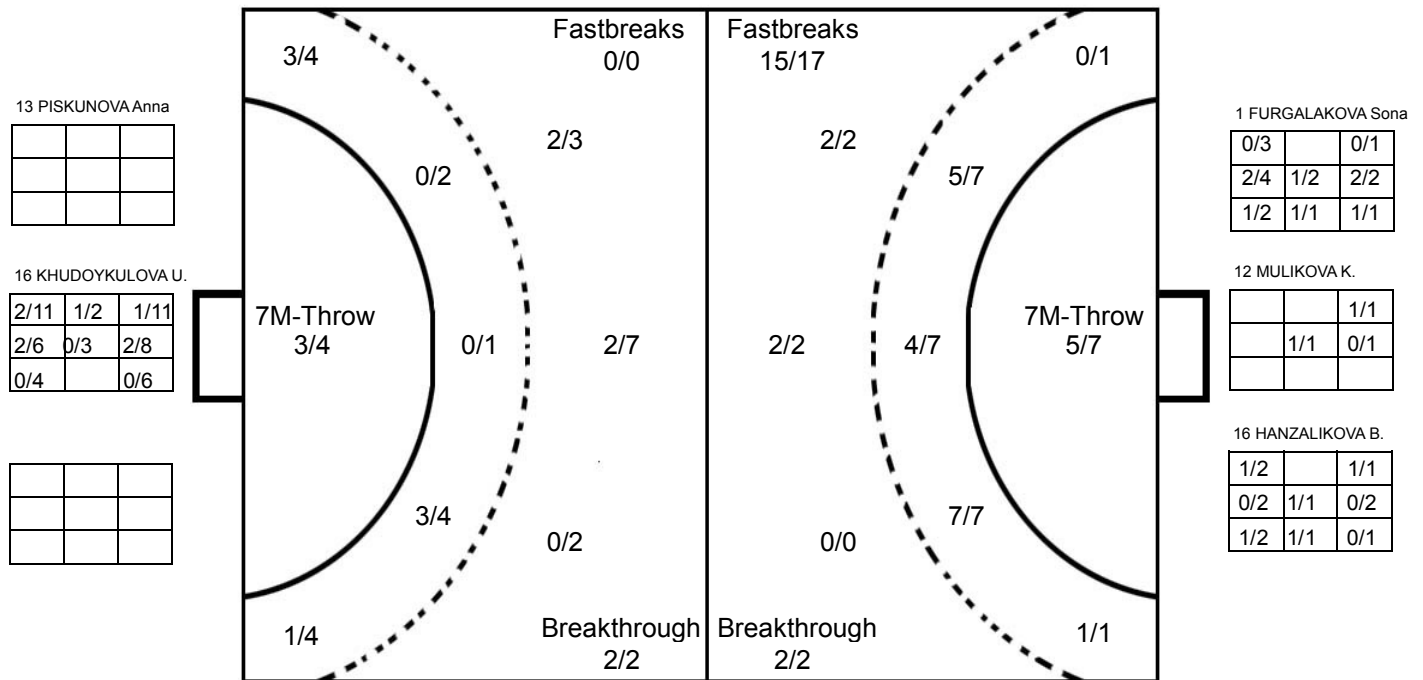 Fastbreaks
0/0
Fastbreaks
15/17
3/4
0/1
2/3
2/2
0/2
5/7
7M-Throw
3/4
0/1
2/7
2/2
4/7
7M-Throw
5/7
3/4
0/2
0/0
7/7
1/4
1/1
Breakthrough
2/2
Breakthrough
2/2
13 PISKUNOVA Anna
16 KHUDOYKULOVA U.
2/11 1/2 1/11
2/6 0/3 2/8
0/4 0/6
1 FURGALAKOVA Sona
0/3 0/1
2/4 1/2 2/2
1/2 1/1 1/1
12 MULIKOVA K.
1/1
1/1 0/1
16 HANZALIKOVA B.
1/2 1/1
0/2 1/1 0/2
1/2 1/1 0/1